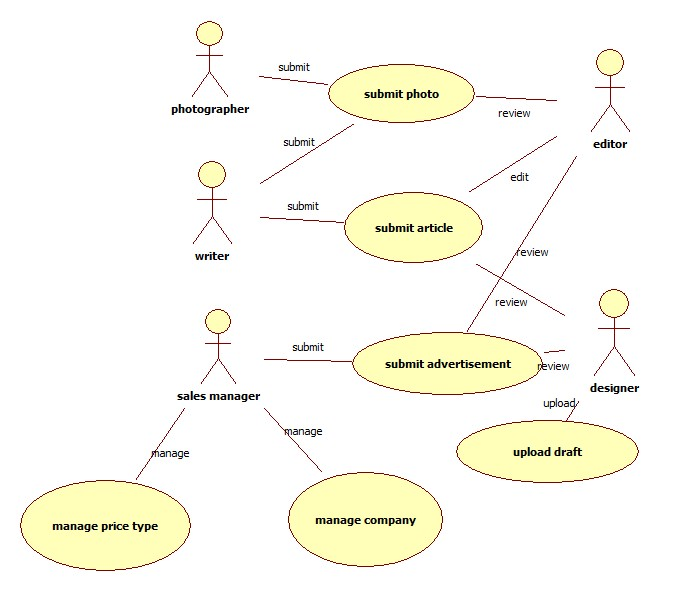 submit
submit photo
photographer
review
editor
submit
edit
submit
submit article
writer
review
review
submit
submit advertisement
review
designer
sales manager
upload
manage
manage
upload draft
manage price type
manage company